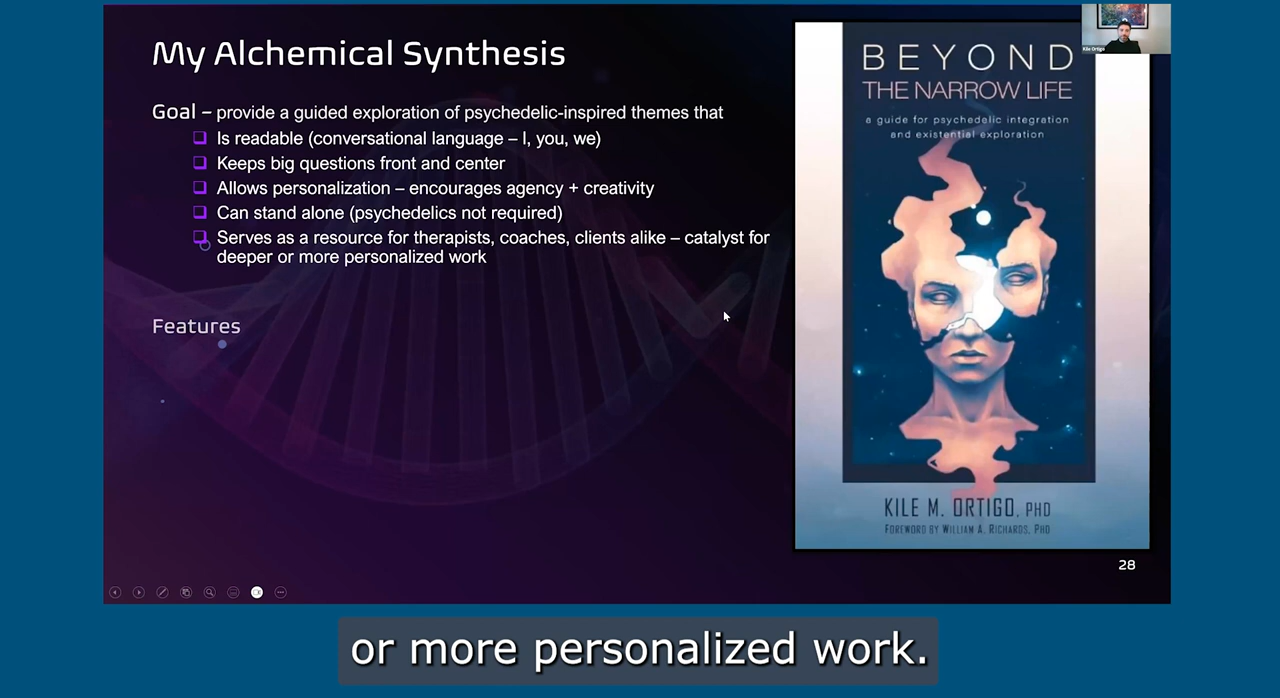 My Alchemical Synthesis
Goal – provide a guided exploration of psychedelic-inspired themes that
Is readable (conversational language – I, you, we)
Keeps big questions front and center
Allows personalization – encourages agency + creativity
Can stand alone (psychedelics not required)
Serves as a resource for therapists, coaches, clients alike – catalyst for
deeper or more personalized work
Features
BEYOND
THE NARROW LIFE
a guide for psychedelic integration
and existential exploration
KILE M. ORTIGO, PHD
FOREWORD BY WILLIAM A. RICHARDS, PHD
Kile Ortigo
28
or more personalized work.